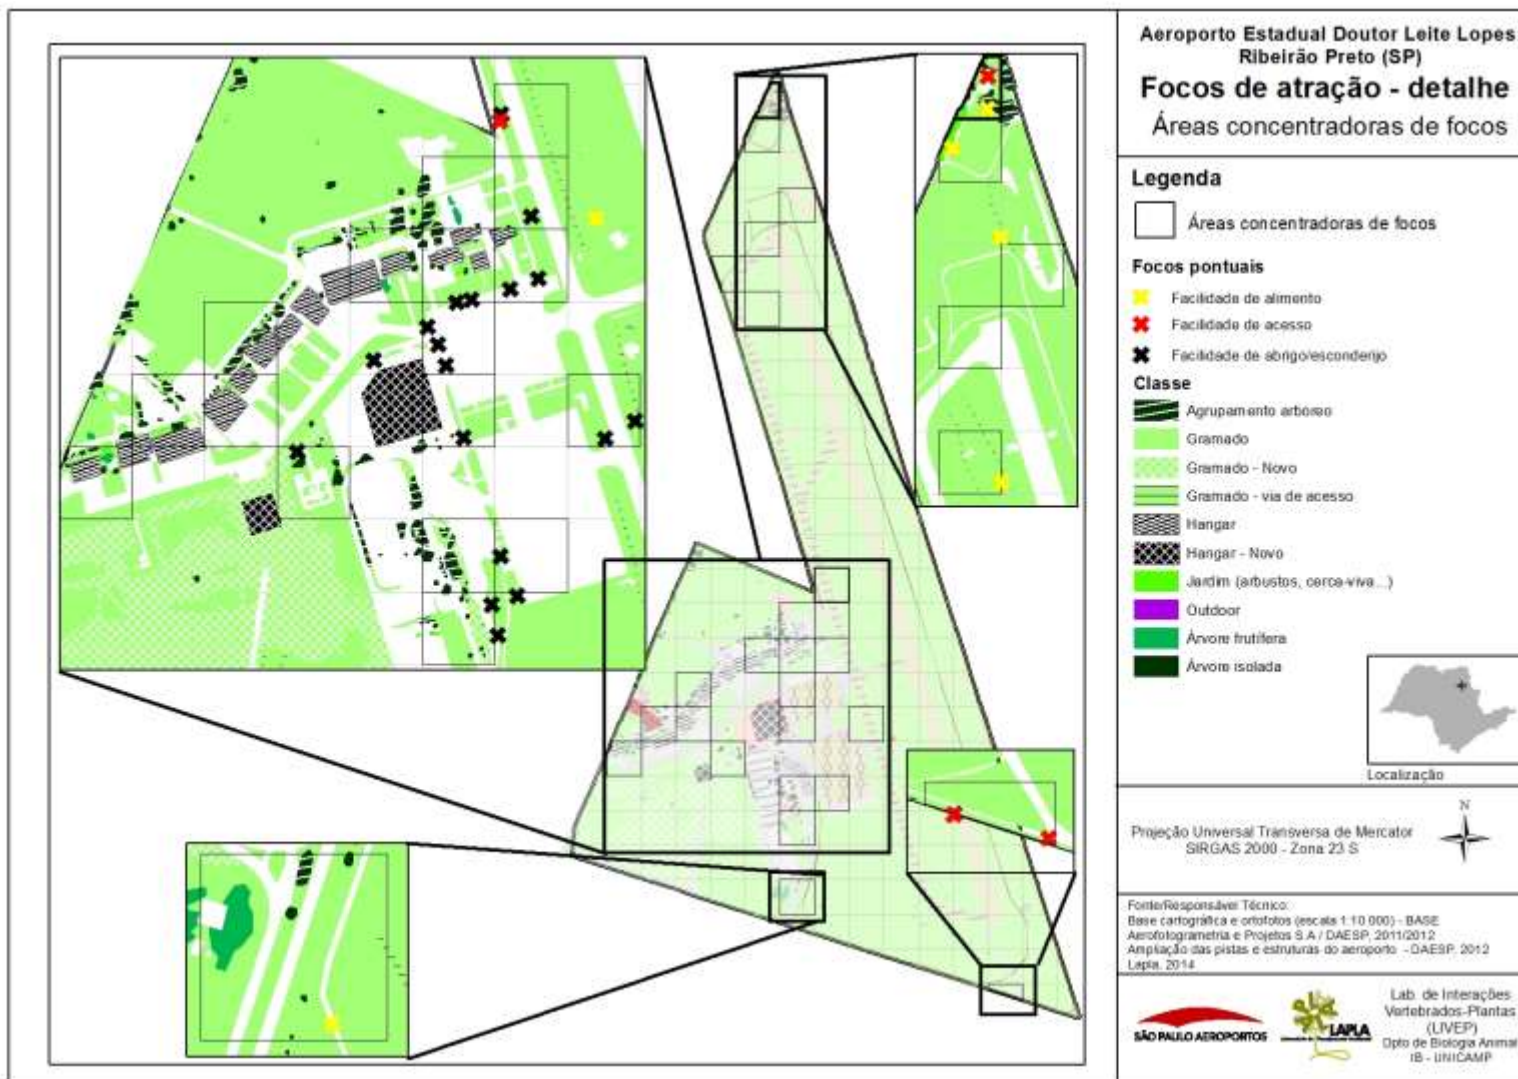 Aeroporto Estadual Doutor Leite Lopes
Ribeirão Preto (SP)
Focos de atração - detalhe
Áreas concentradoras de focos
Legenda
Áreas concentradoras de focos
Focos pontuais
Facilidade de alimento
Facilidade de acesso
Facilidade de abrigo/esconderijo
Classe
Agrupamento arbóreo
Gramado
Gramado - Novo
Gramado - via de acesso
Hangar
Hangar - Novo
Jardim (arbustos, cerca-viva...)
Outdoor
Árvore frutífera
Árvore isolada
Localização
N
Projeção Universal Transversa de Mercator
SIRGAS 2000 - Zona 23 S
Fonte/Responsável Técnico:
Base cartográfica e ortofotos (escala 1:10 000) - BASE
Aerofotogrametria e Projetos S.A / DAESP, 2011/2012
Ampliação das pistas e estruturas do aeroporto - DAESP, 2012
Lapla, 2014
SÃO PAULO AEROPORTOS
LAPLA
Lab. de Interações
Vertebrados-Plantas
(LIVEP)
Dpto de Biologia Animal
IB - UNICAMP